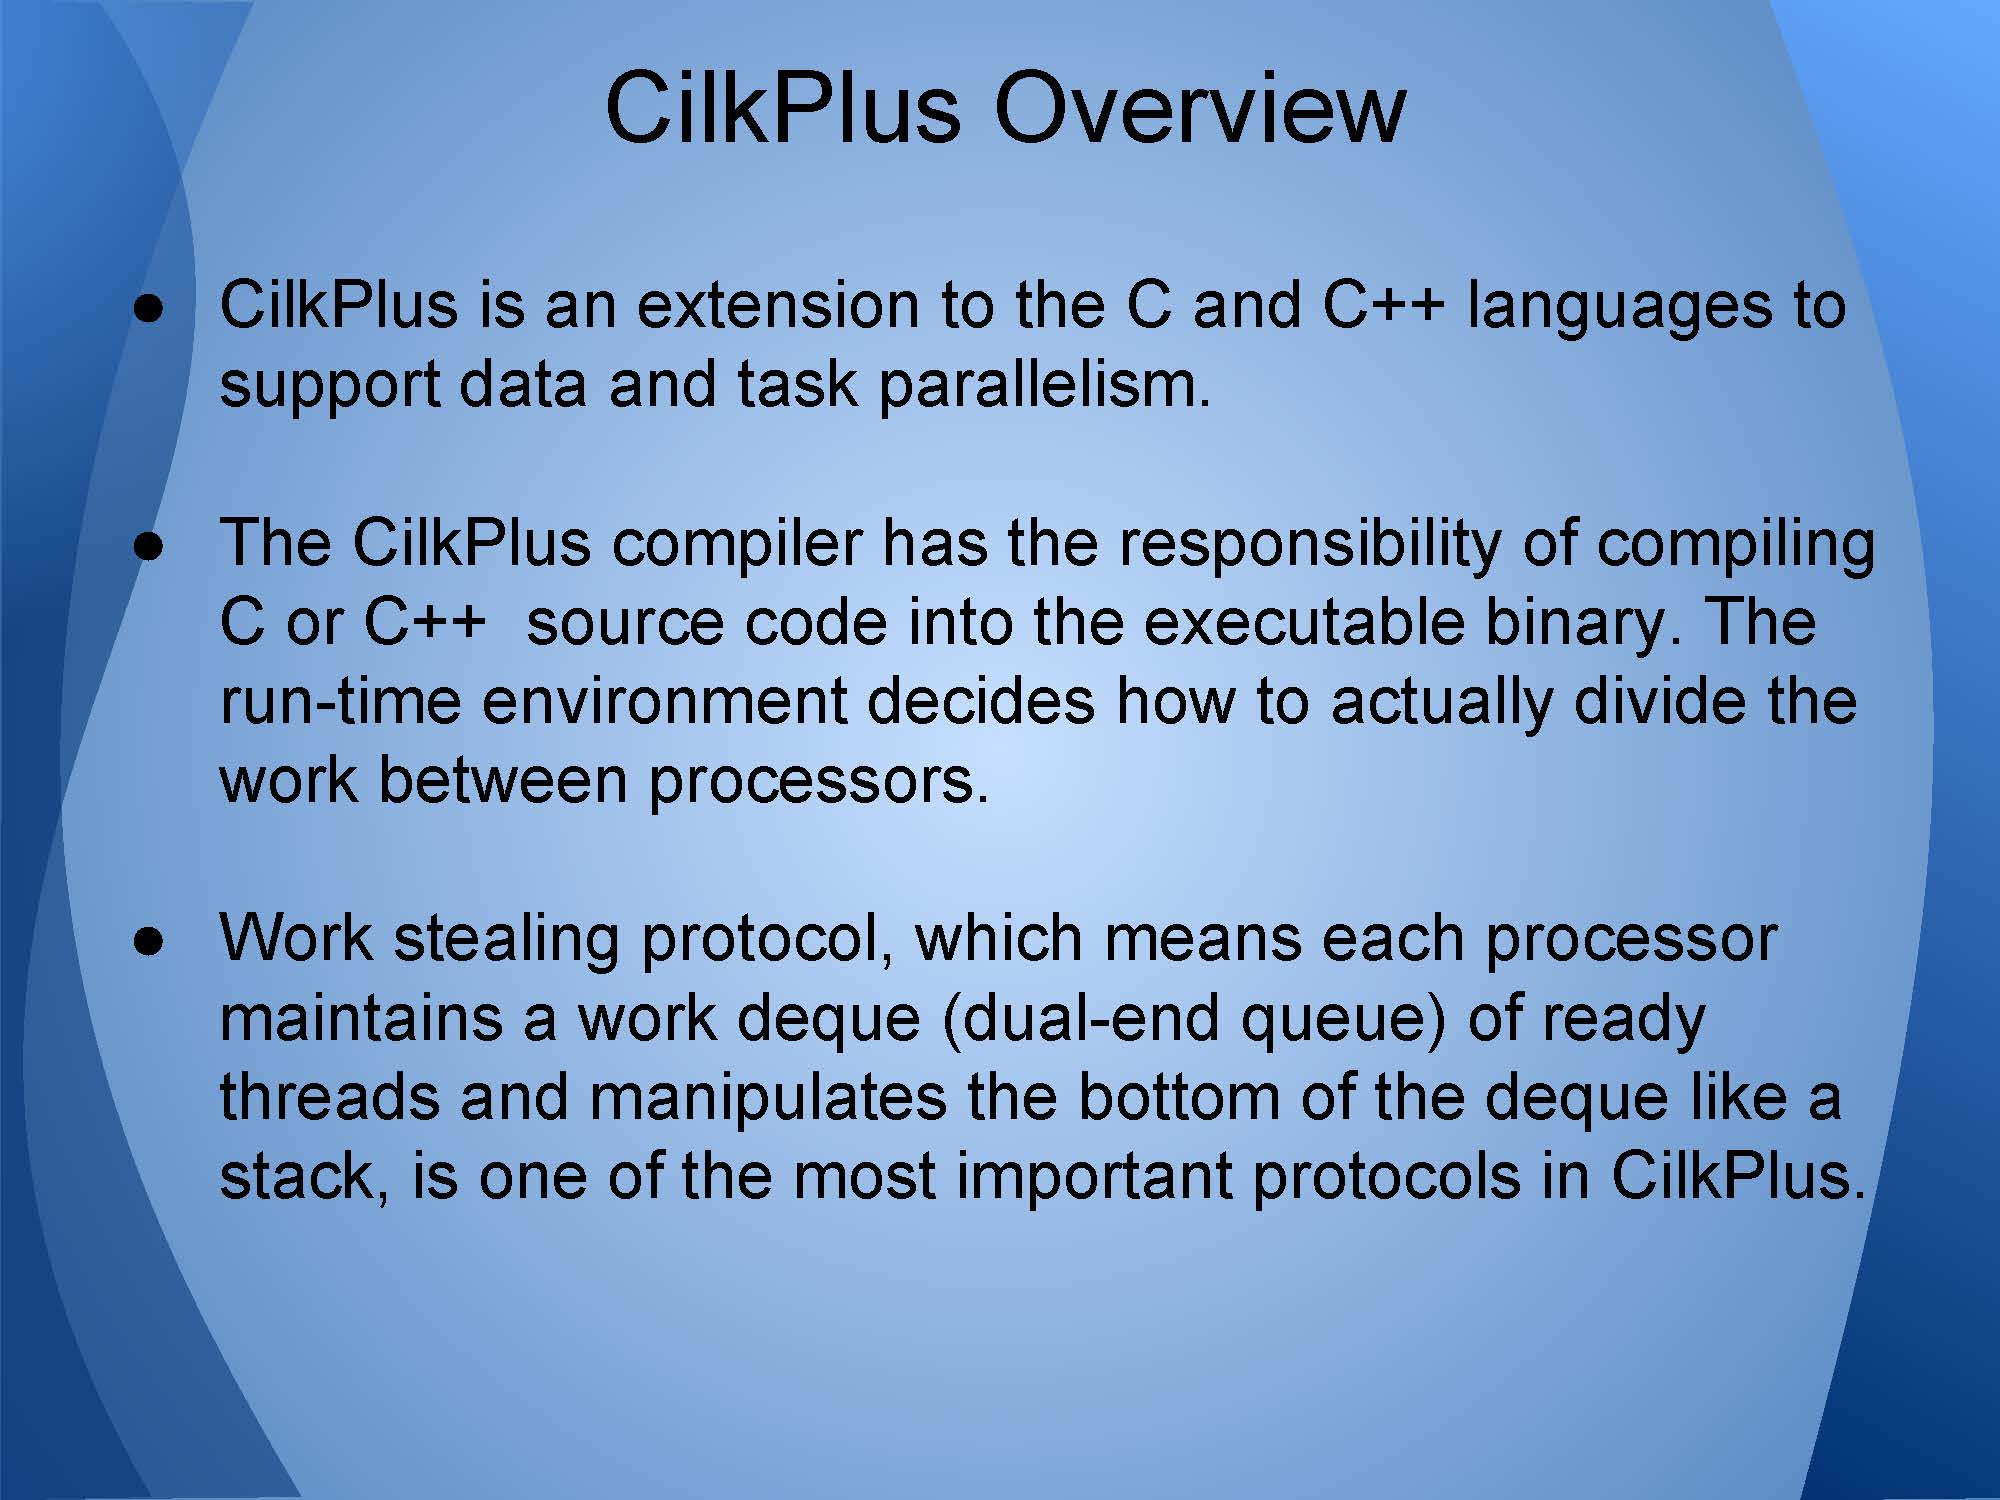 CilkPlus Overview
● CilkPlus is an extension to the C and C++ languages to
support data and task parallelism.
● The CilkPlus compiler has the responsibility of compiling
C or C++  source code into the executable binary. The
run-time environment decides how to actually divide the
work between processors.
● Work stealing protocol, which means each processor
maintains a work deque (dual-end queue) of ready
threads and manipulates the bottom of the deque like a
stack, is one of the most important protocols in CilkPlus.